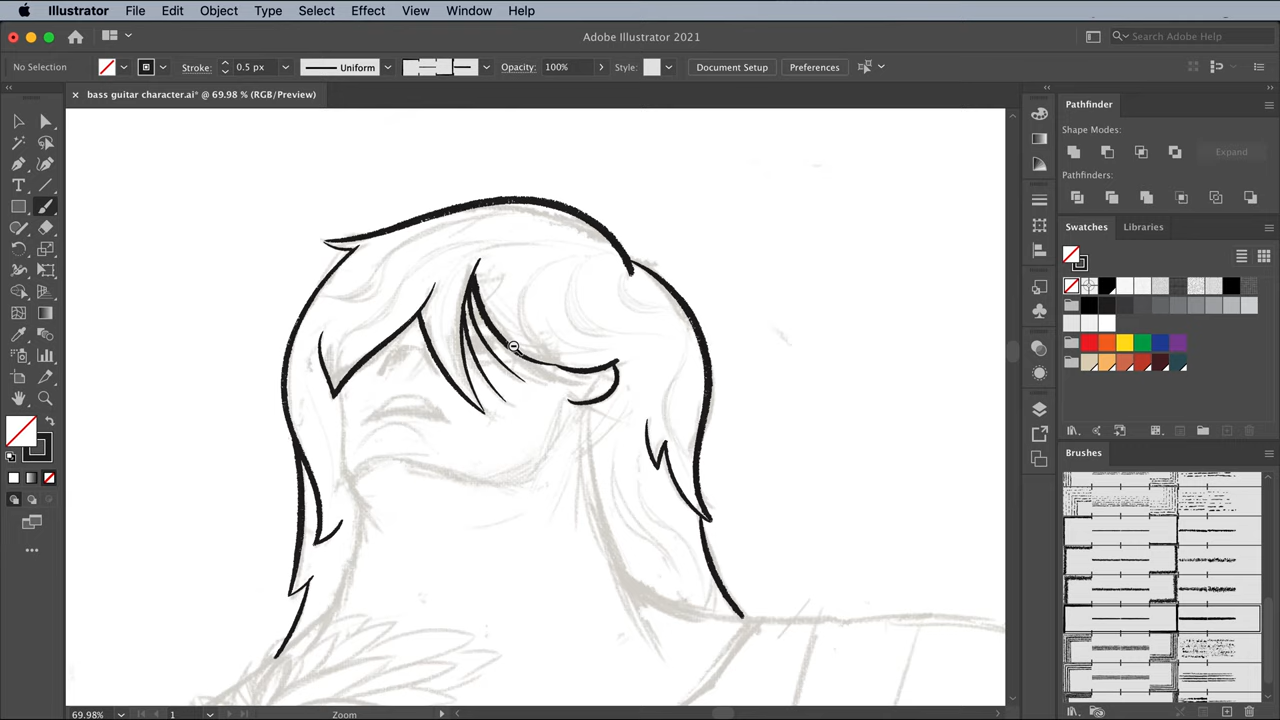 Illustrator File Edit Object Type Select Effect View Window Help
Adobe Illustrator 2021
Search Adobe Help
No Selection
Stroke:
0.5 px
Uniform
Opacity:
100%
Style:
Document Setup
Preferences
bass guitar character.ai* @ 69.98 % (RGB/Preview)
Pathfinder
Shape Modes:
Expand
Pathfinders:
Swatches
Libraries
Brushes
69.98%
1
Zoom